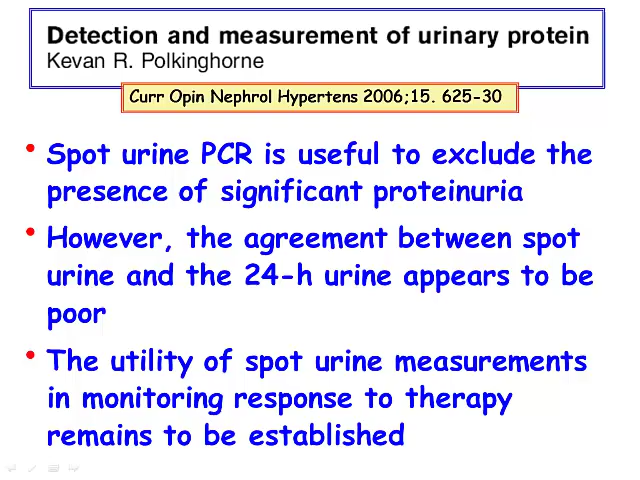 Detection and measurement of urinary protein
Kevan R. Polkinghorne
Curr Opin Nephrol Hypertens 2006;15. 625-30
• Spot urine PCR is useful to exclude the
presence of significant proteinuria
• However, the agreement between spot
urine and the 24-h urine appears to be
poor
• The utility of spot urine measurements
in monitoring response to therapy
remains to be established